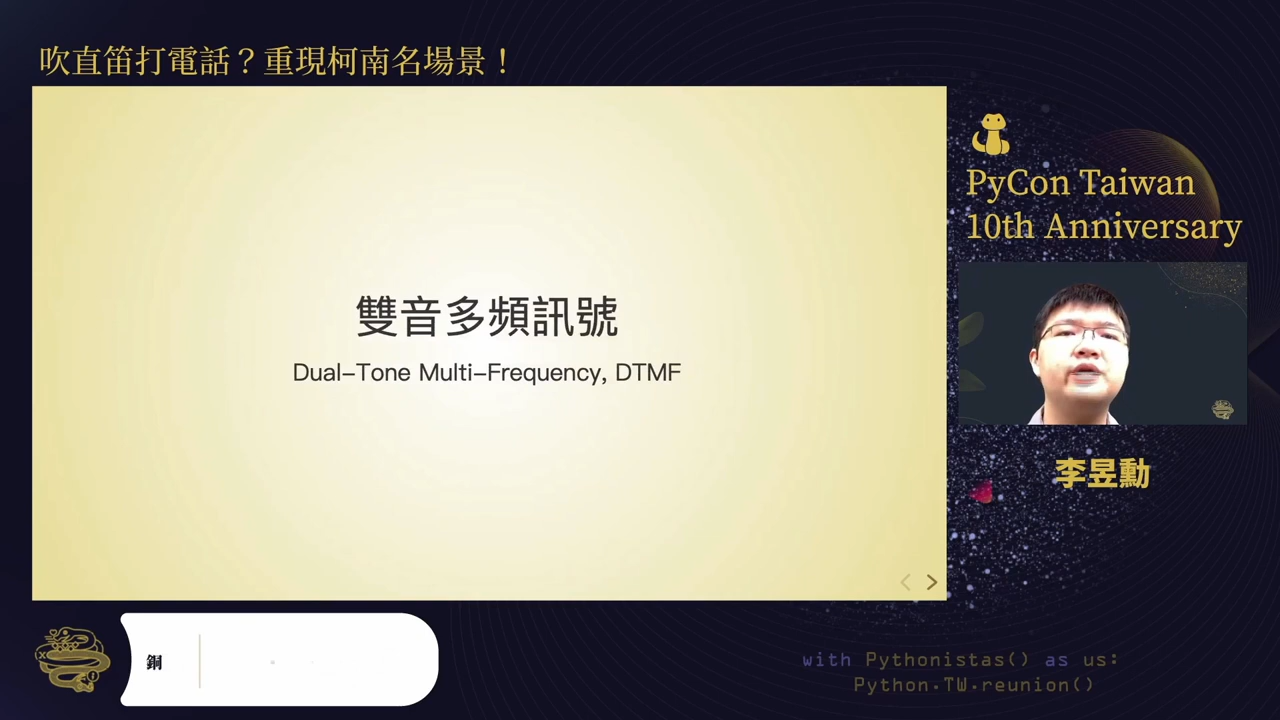 吹直笛打電話？重現柯南名場景！
雙音多頻訊號
Dual-Tone Multi-Frequency, DTMF
PyCon Taiwan
10th Anniversary
李昱勳
銅
with Pythonistas() as us:
Python.TW.reunion()